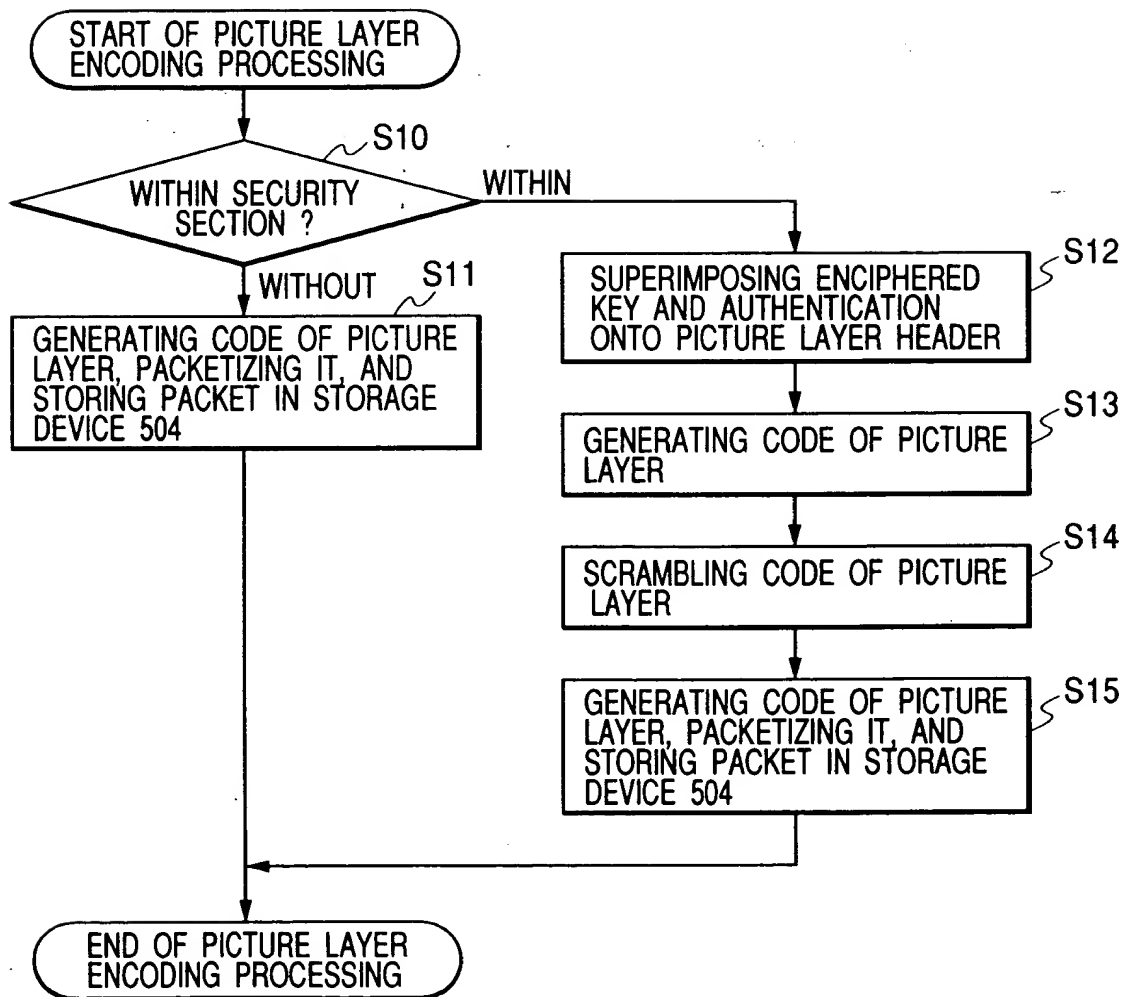 START OF PICTURE LAYER
ENCODING PROCESSING
S10
WITHIN SECURITY
SECTION ?
WITHIN
WITHOUT
S11
GENERATING CODE OF PICTURE
LAYER, PACKETIZING IT, AND
STORING PACKET IN STORAGE
DEVICE 504
S12
SUPERIMPOSING ENCIPHERED
KEY AND AUTHENTICATION
ONTO PICTURE LAYER HEADER
S13
GENERATING CODE OF PICTURE
LAYER
S14
SCRAMBLING CODE OF PICTURE
LAYER
S15
GENERATING CODE OF PICTURE
LAYER, PACKETIZING IT, AND
STORING PACKET IN STORAGE
DEVICE 504
END OF PICTURE LAYER
ENCODING PROCESSING